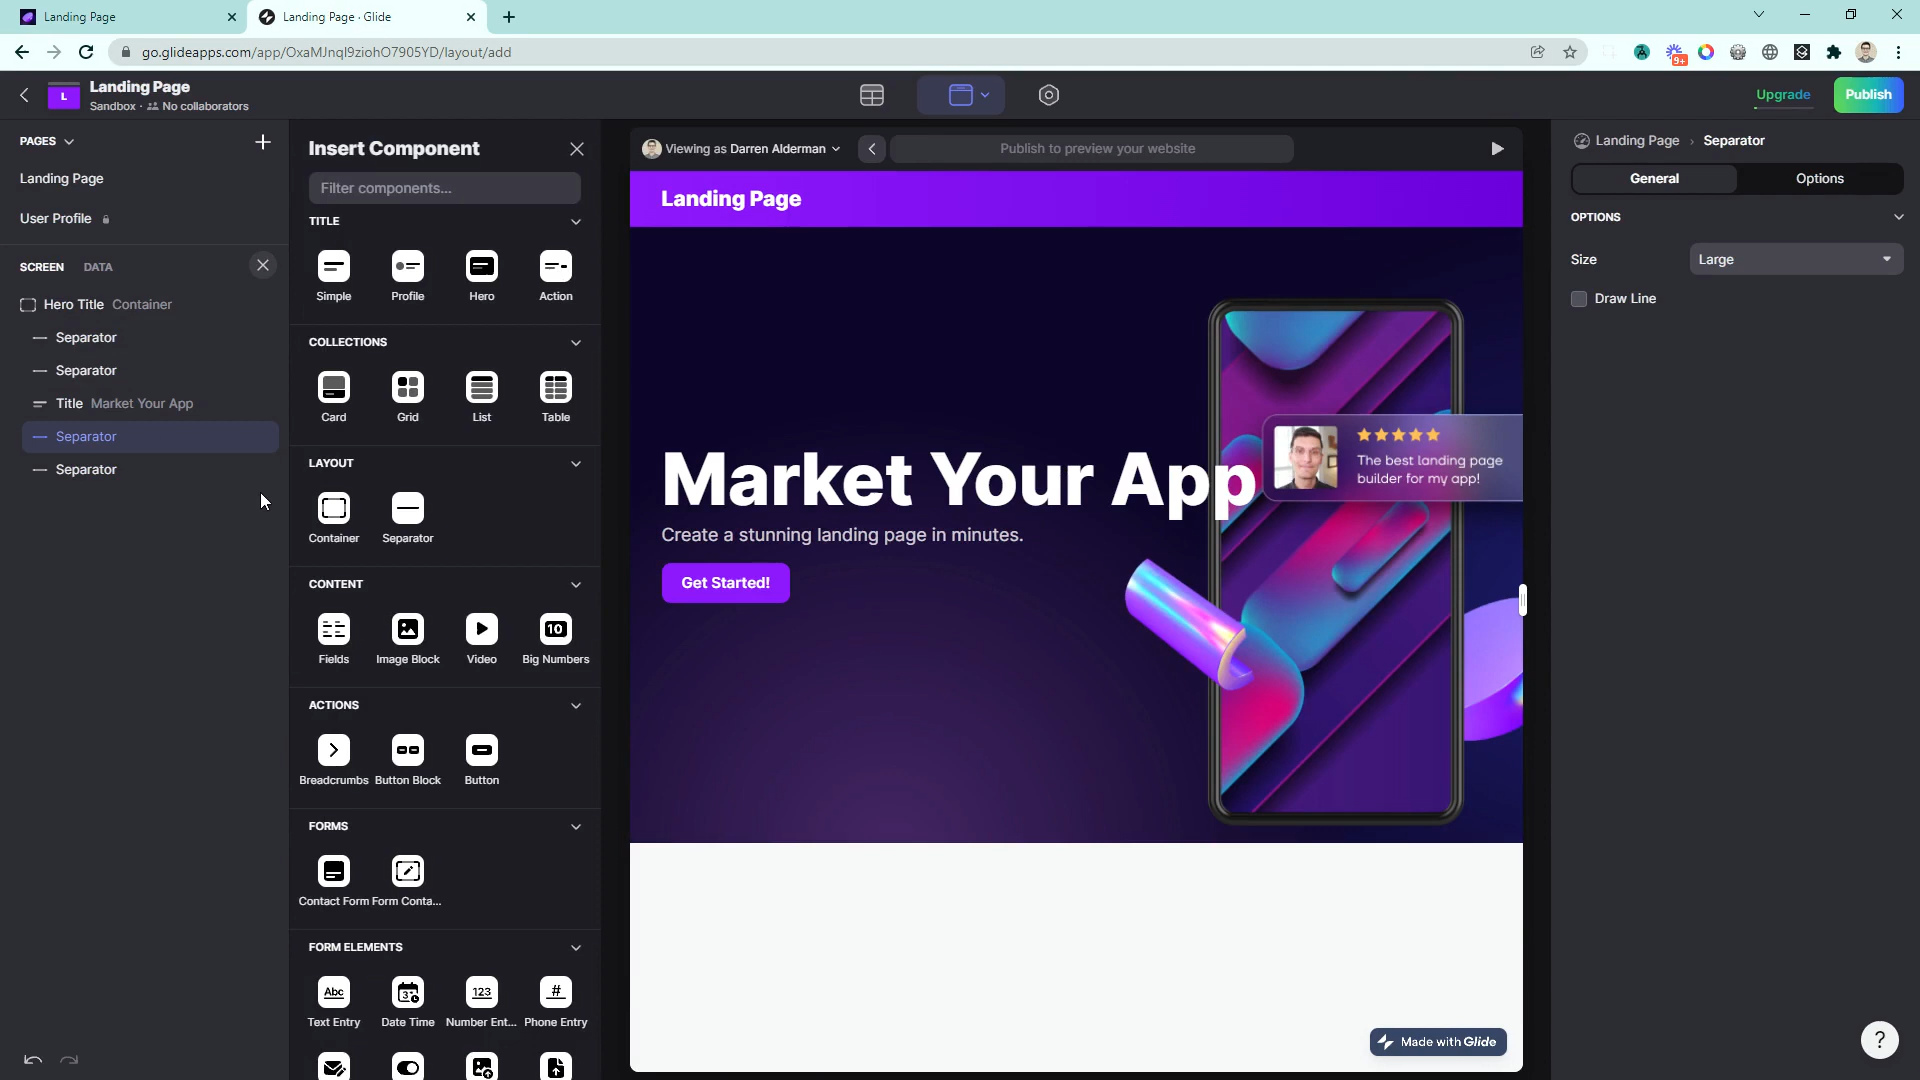 Landing Page
Landing Page · Glide
go.glideapps.com/app/OxaMJnqI9ziohO7905YD/layout/add
9+
L
Landing Page
Sandbox · No collaborators
Upgrade
Publish
PAGES
Landing Page
User Profile
SCREEN
DATA
Hero Title Container
Separator
Separator
Title Market Your App
Separator
Separator
Insert Component
Filter components...
TITLE
Simple
Profile
Hero
Action
COLLECTIONS
Card
Grid
List
Table
LAYOUT
Container
Separator
CONTENT
10
Fields
Image Block
Video
Big Numbers
ACTIONS
Breadcrumbs
Button Block
Button
FORMS
Contact Form
Form Conta...
FORM ELEMENTS
Abc
123
#
Text Entry
Date Time
Number Ent...
Phone Entry
Viewing as Darren Alderman
Publish to preview your website
Landing Page
Market Your App
Create a stunning landing page in minutes.
Get Started!
The best landing page
builder for my app!
Made with Glide
Landing Page › Separator
General
Options
OPTIONS
Size
Large
Draw Line
?